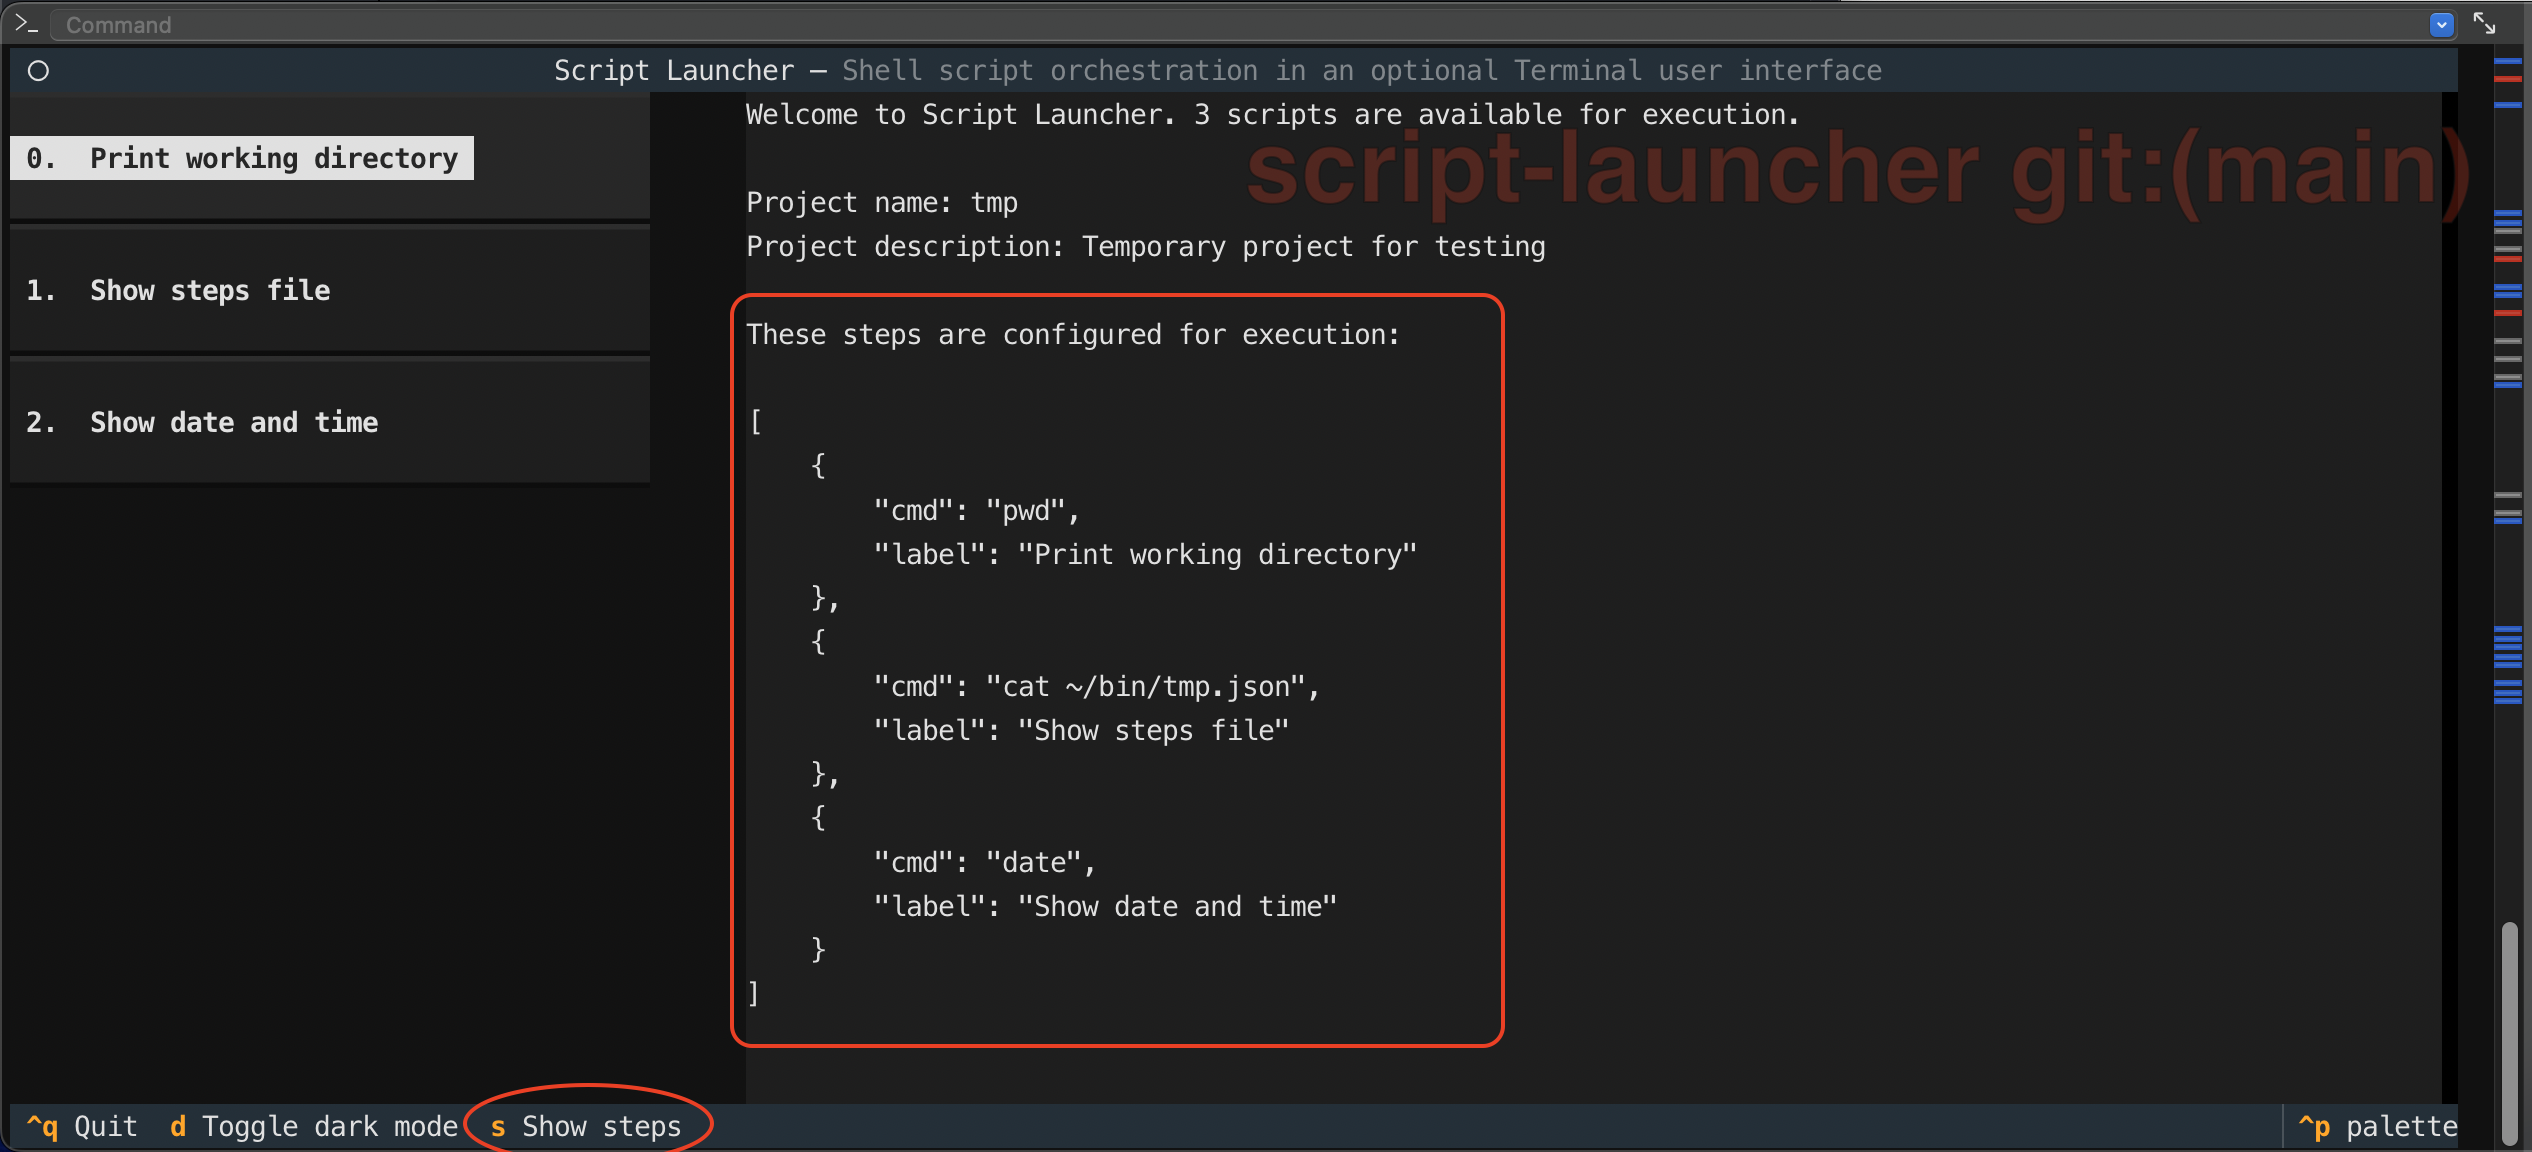 >_ Command
Script Launcher — Shell script orchestration in an optional Terminal user interface
0. Print working directory
1. Show steps file
2. Show date and time
Welcome to Script Launcher. 3 scripts are available for execution.
script-launcher git:(main)
Project name: tmp
Project description: Temporary project for testing
These steps are configured for execution:
[
    {
        "cmd": "pwd",
        "label": "Print working directory"
    },
    {
        "cmd": "cat ~/bin/tmp.json",
        "label": "Show steps file"
    },
    {
        "cmd": "date",
        "label": "Show date and time"
    }
]
^q Quit d Toggle dark mode s Show steps ^p palette